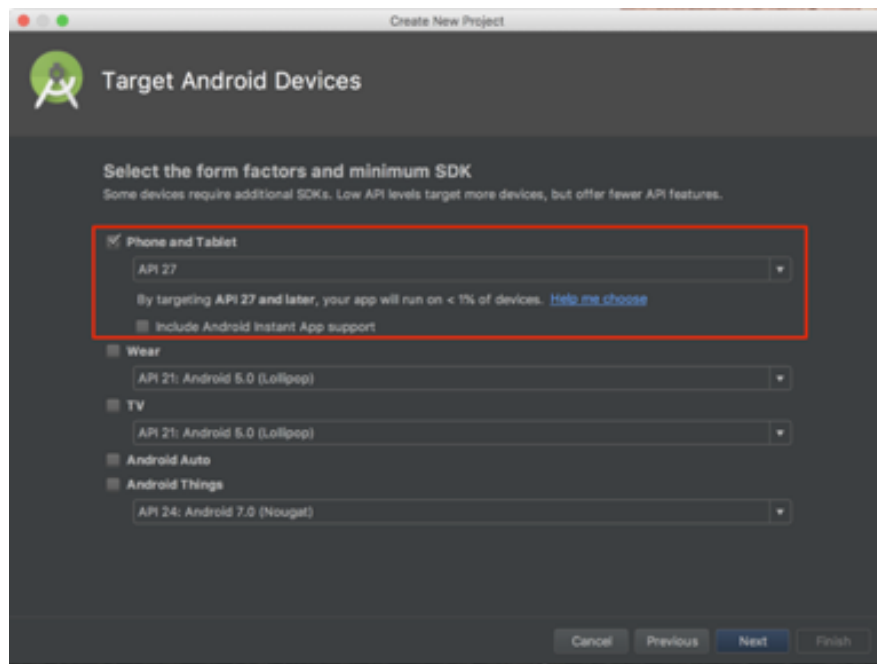 Create New Project
Target Android Devices
Select the form factors and minimum SDK
Some devices require additional SDKs. Low API levels target more devices, but offer fewer API features.
Phone and Tablet
API 27
By targeting API 27 and later, your app will run on < 1% of devices. Help me choose
Include Android Instant App support
Wear
API 21: Android 5.0 (Lollipop)
TV
API 21: Android 5.0 (Lollipop)
Android Auto
Android Things
API 24: Android 7.0 (Nougat)
Cancel Previous Next Finish